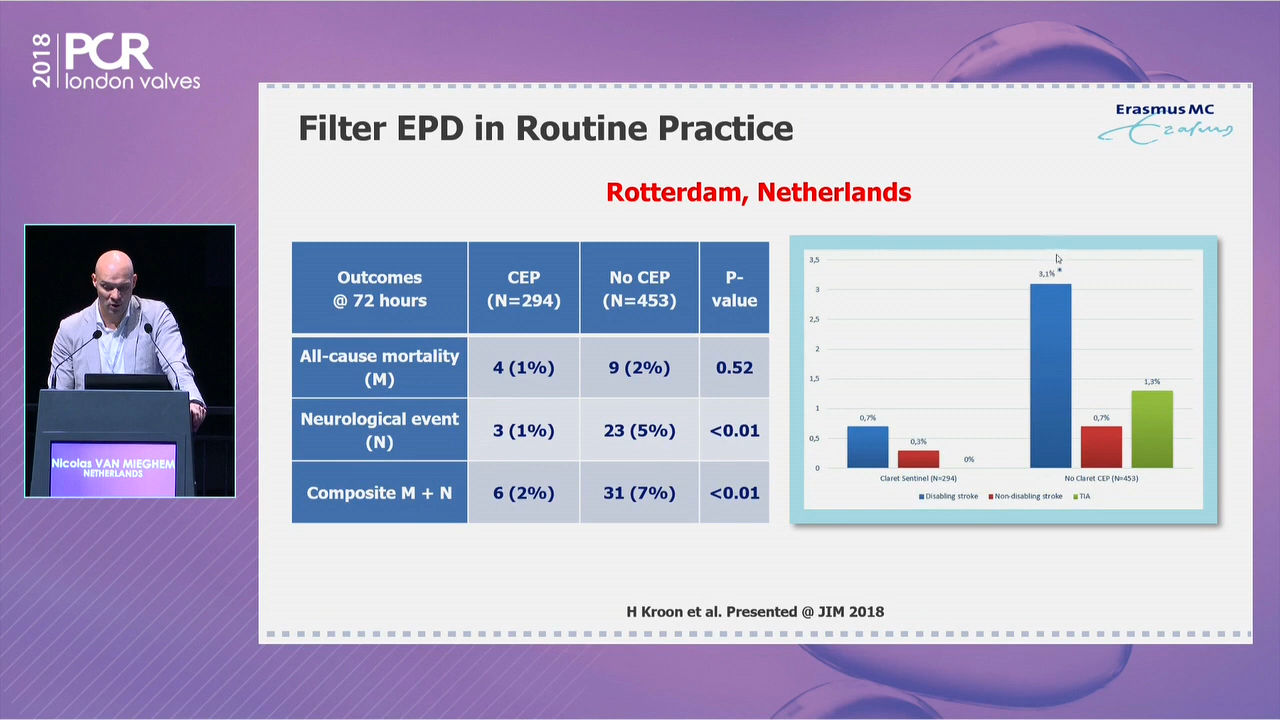 2018
PCR
london valves
Filter EPD in Routine Practice
Erasmus MC
Erasmus
Rotterdam, Netherlands
Outcomes
@ 72 hours
CEP
(N=294)
No CEP
(N=453)
P-
value
All-cause mortality
(M)
4 (1%)
9 (2%)
0.52
Neurological event
(N)
3 (1%)
23 (5%)
<0.01
Composite M + N
6 (2%)
31 (7%)
<0.01
3,5
3
2,5
2
1,5
1
0,5
0
0,7%
0,3%
0%
3,1% *
0,7%
1,3%
Claret Sentinel (N=294)
No Claret CEP (N=453)
Disabling stroke
Non-disabling stroke
TIA
H Kroon et al. Presented @ JIM 2018
Nicolas VAN MIEGHEM
NETHERLANDS